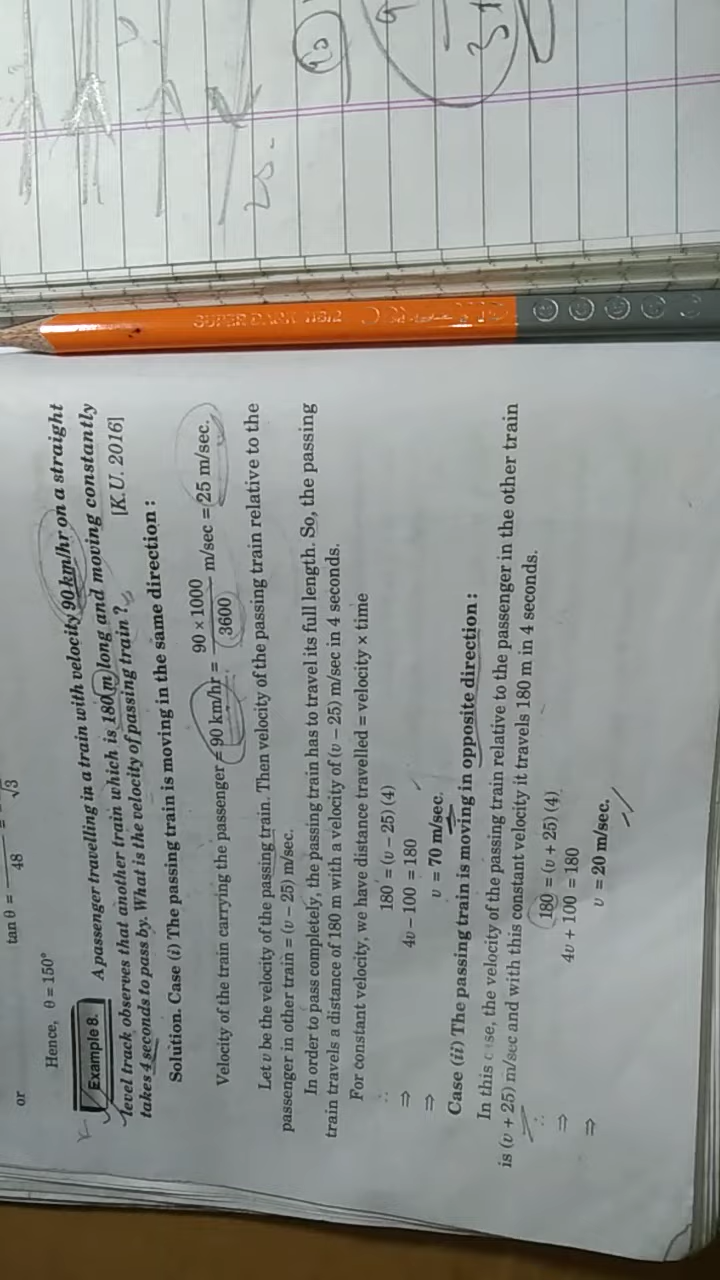 or
tan θ = 48 = √3
Hence, θ = 150°
Example 8. A passenger travelling in a train with velocity 90 km/hr on a straight
level track observes that another train which is 180 m long and moving constantly
takes 4 seconds to pass by. What is the velocity of passing train ? [K.U. 2016]
Solution. Case (i) The passing train is moving in the same direction :
Velocity of the train carrying the passenger = 90 km/hr = 90 × 1000 / 3600 m/sec = 25 m/sec.
Let v be the velocity of the passing train. Then velocity of the passing train relative to the
passenger in other train = (v – 25) m/sec.
In order to pass completely, the passing train has to travel its full length. So, the passing
train travels a distance of 180 m with a velocity of (v – 25) m/sec in 4 seconds.
For constant velocity, we have distance travelled = velocity × time
∴ 180 = (v – 25) (4)
⇒ 4v – 100 = 180
⇒ v = 70 m/sec.
Case (ii) The passing train is moving in opposite direction :
In this case, the velocity of the passing train relative to the passenger in the other train
is (v + 25) m/sec and with this constant velocity it travels 180 m in 4 seconds.
∴ 180 = (v + 25) (4)
⇒ 4v + 100 = 180
⇒ v = 20 m/sec.